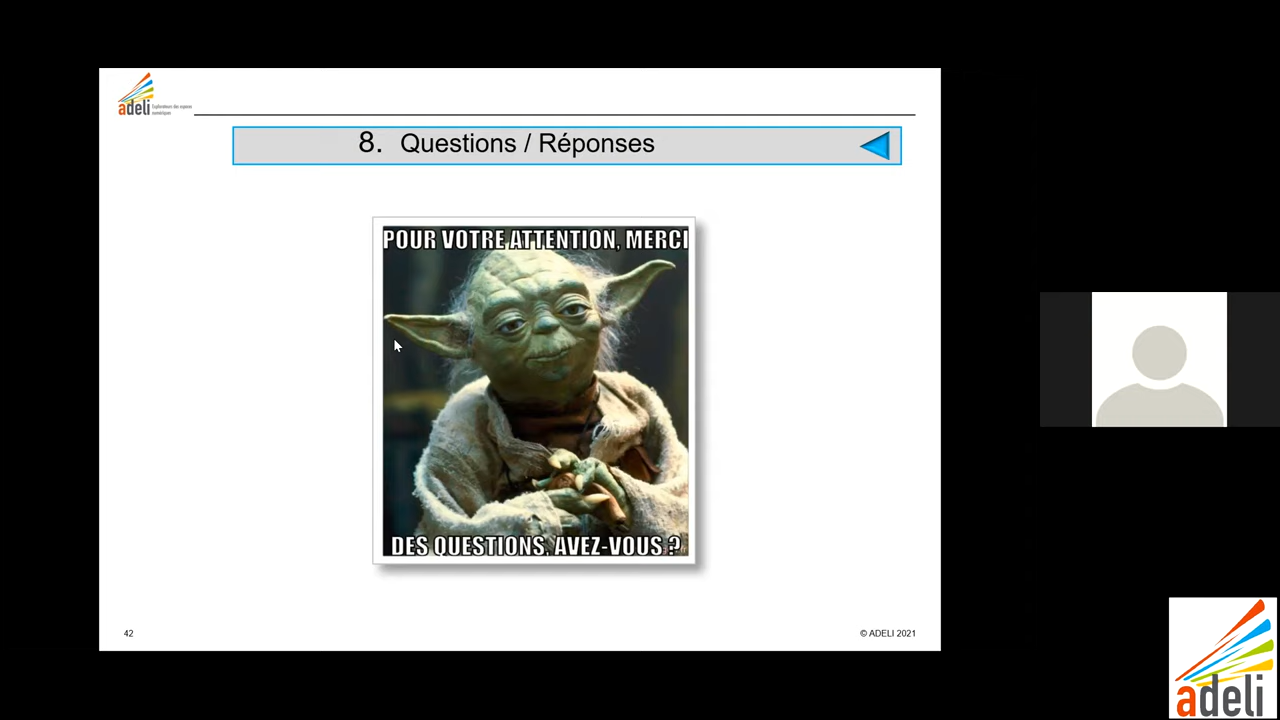 adeli
Explorateurs des espaces
numériques
8. Questions / Réponses
POUR VOTRE ATTENTION, MERCI
DES QUESTIONS, AVEZ-VOUS ?
42
© ADELI 2021
adeli